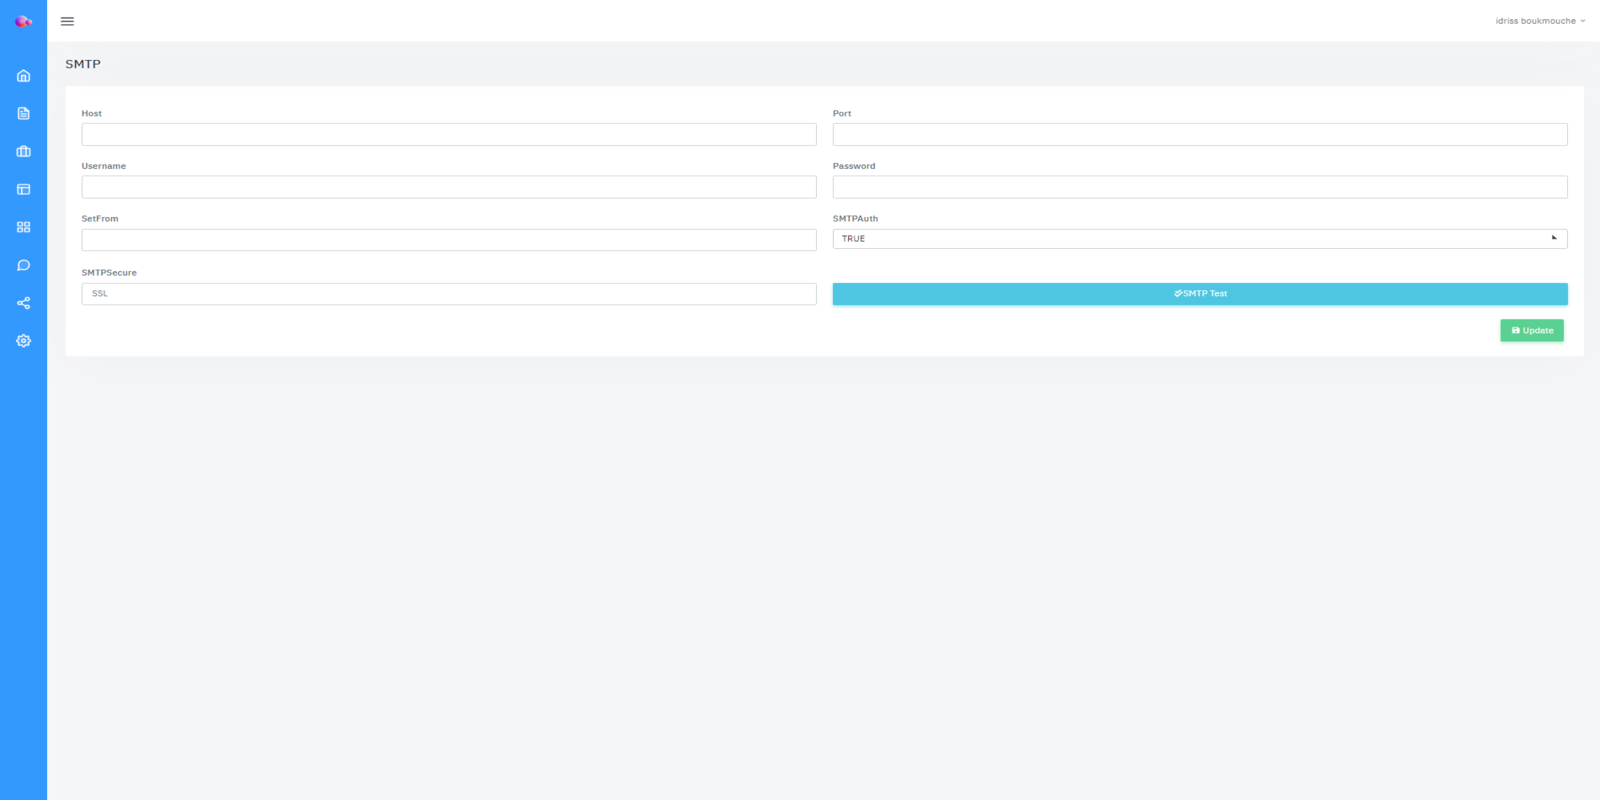 idriss boukmouche
SMTP
Host
Port
Username
Password
SetFrom
SMTPAuth
TRUE
SMTPSecure
SSL
SMTP Test
Update